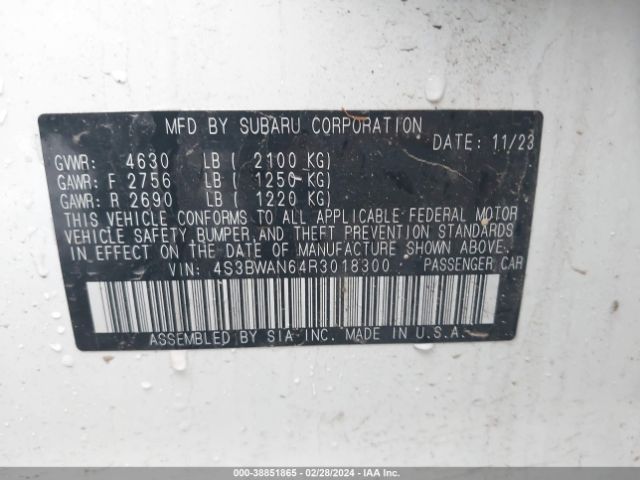 MFD BY SUBARU CORPORATION
DATE: 11/23
GVWR: 4630 LB ( 2100 KG)
GAWR: F 2756 LB ( 1250 KG)
GAWR: R 2690 LB ( 1220 KG)
THIS VEHICLE CONFORMS TO ALL APPLICABLE FEDERAL MOTOR
VEHICLE SAFETY, BUMPER, AND THEFT PREVENTION STANDARDS
IN EFFECT ON THE DATE OF MANUFACTURE SHOWN ABOVE.
VIN: 4S3BWAN64R3018300 PASSENGER CAR
ASSEMBLED BY SIA INC. MADE IN U.S.A.
000-38851865 - 02/28/2024 - IAA Inc.